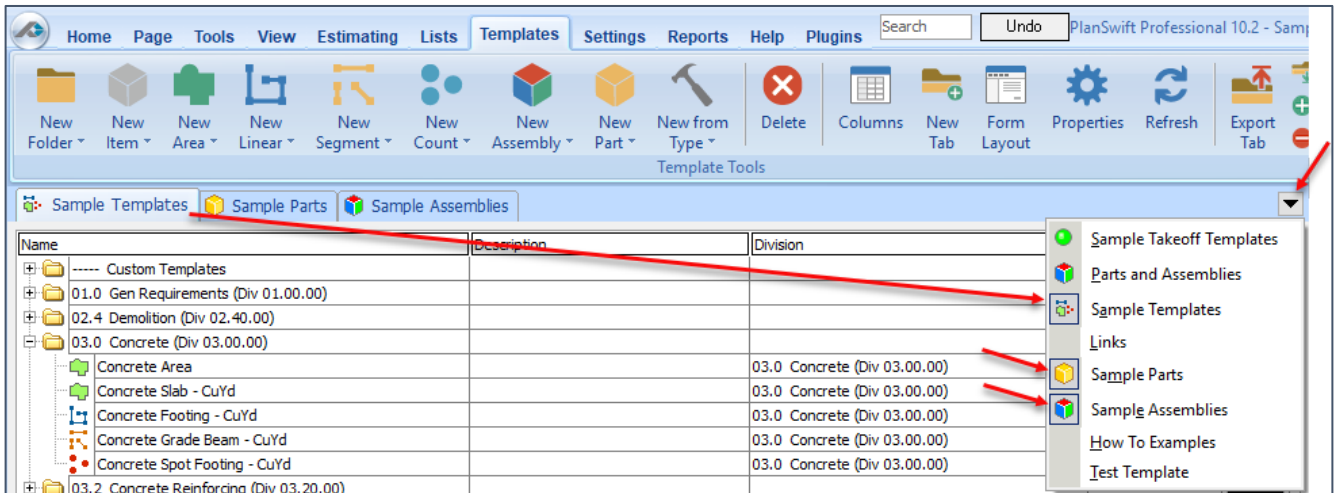 Home Page Tools View Estimating Lists Templates Settings Reports Help Plugins Search Undo PlanSwift Professional 10.2 - Sam
New Folder New Item New Area New Linear New Segment New Count New Assembly New Part New from Type Delete Columns New Tab Form Layout Properties Refresh Export Tab
Template Tools
Sample Templates Sample Parts Sample Assemblies
Name Description Division
----- Custom Templates
01.0 Gen Requirements (Div 01.00.00)
02.4 Demolition (Div 02.40.00)
03.0 Concrete (Div 03.00.00)
Concrete Area 03.0 Concrete (Div 03.00.00)
Concrete Slab - CuYd 03.0 Concrete (Div 03.00.00)
Concrete Footing - CuYd 03.0 Concrete (Div 03.00.00)
Concrete Grade Beam - CuYd 03.0 Concrete (Div 03.00.00)
Concrete Spot Footing - CuYd 03.0 Concrete (Div 03.00.00)
03.2 Concrete Reinforcing (Div 03.20.00)
Sample Takeoff Templates
Parts and Assemblies
Sample Templates
Links
Sample Parts
Sample Assemblies
How To Examples
Test Template